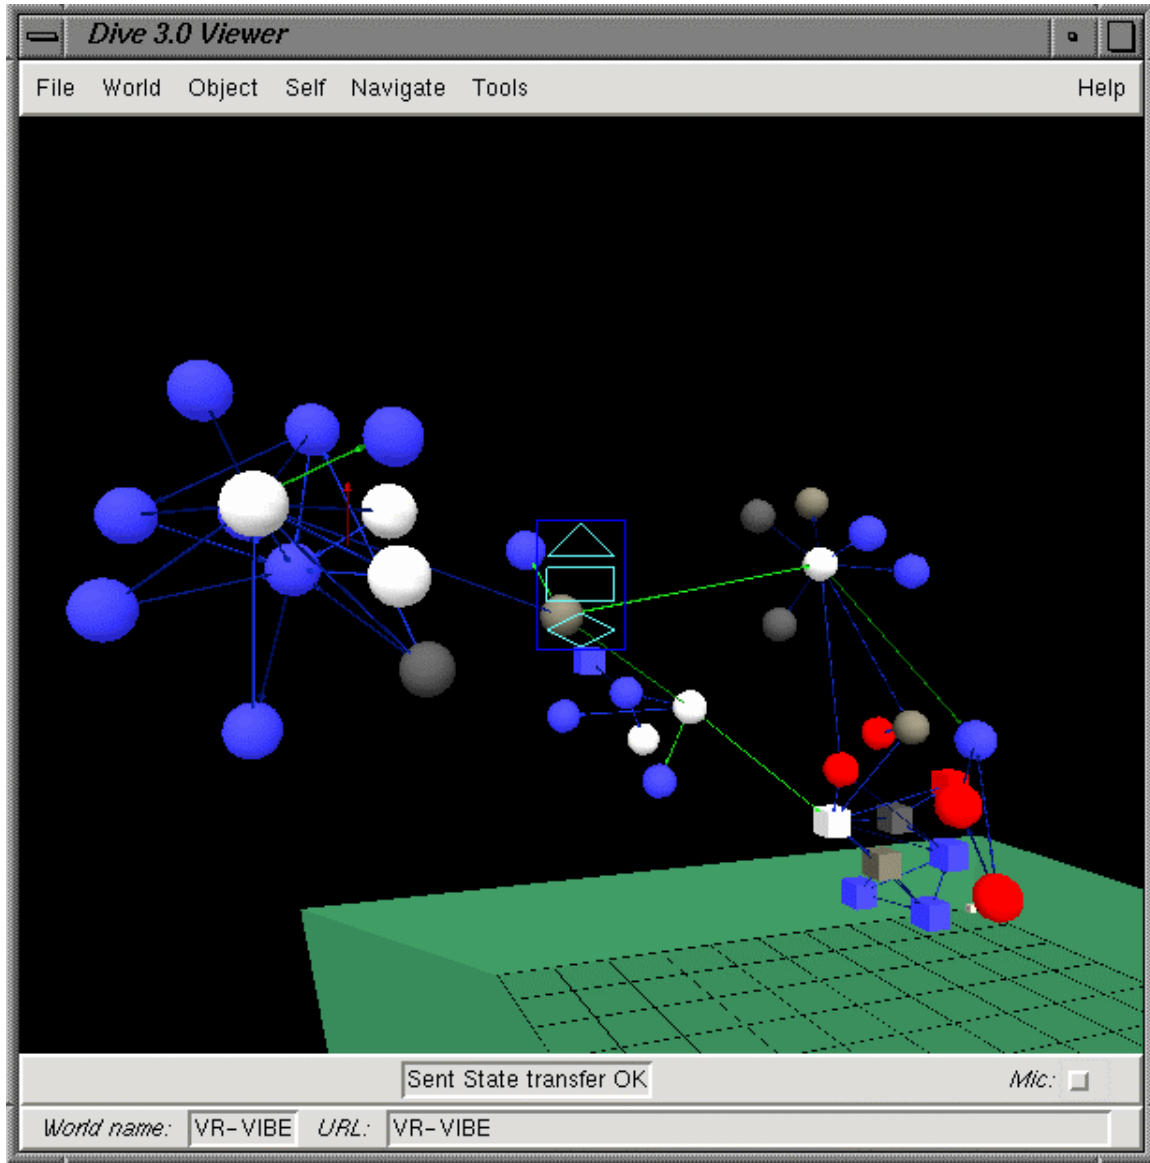 Dive 3.0 Viewer
File World Object Self Navigate Tools Help
Sent State transfer OK Mic:
World name: VR-VIBE URL: VR-VIBE